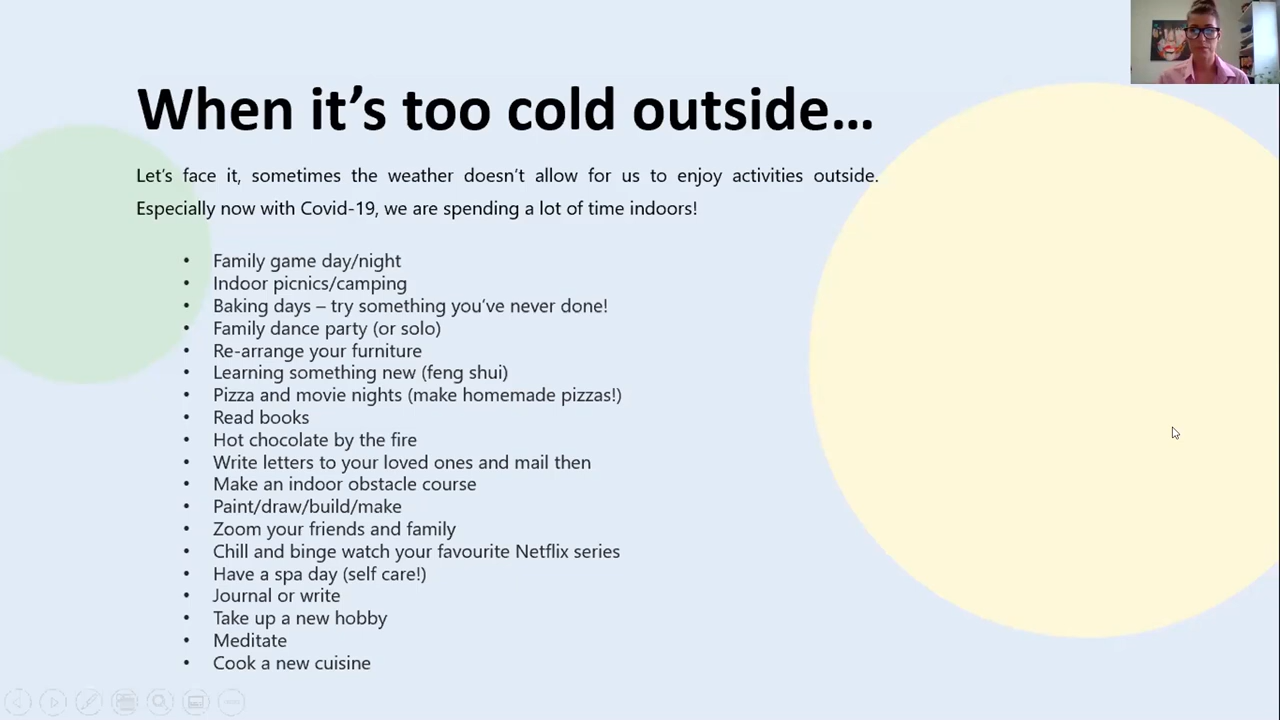 When it’s too cold outside...
Let’s face it, sometimes the weather doesn’t allow for us to enjoy activities outside.
Especially now with Covid-19, we are spending a lot of time indoors!
• Family game day/night
• Indoor picnics/camping
• Baking days – try something you’ve never done!
• Family dance party (or solo)
• Re-arrange your furniture
• Learning something new (feng shui)
• Pizza and movie nights (make homemade pizzas!)
• Read books
• Hot chocolate by the fire
• Write letters to your loved ones and mail then
• Make an indoor obstacle course
• Paint/draw/build/make
• Zoom your friends and family
• Chill and binge watch your favourite Netflix series
• Have a spa day (self care!)
• Journal or write
• Take up a new hobby
• Meditate
• Cook a new cuisine